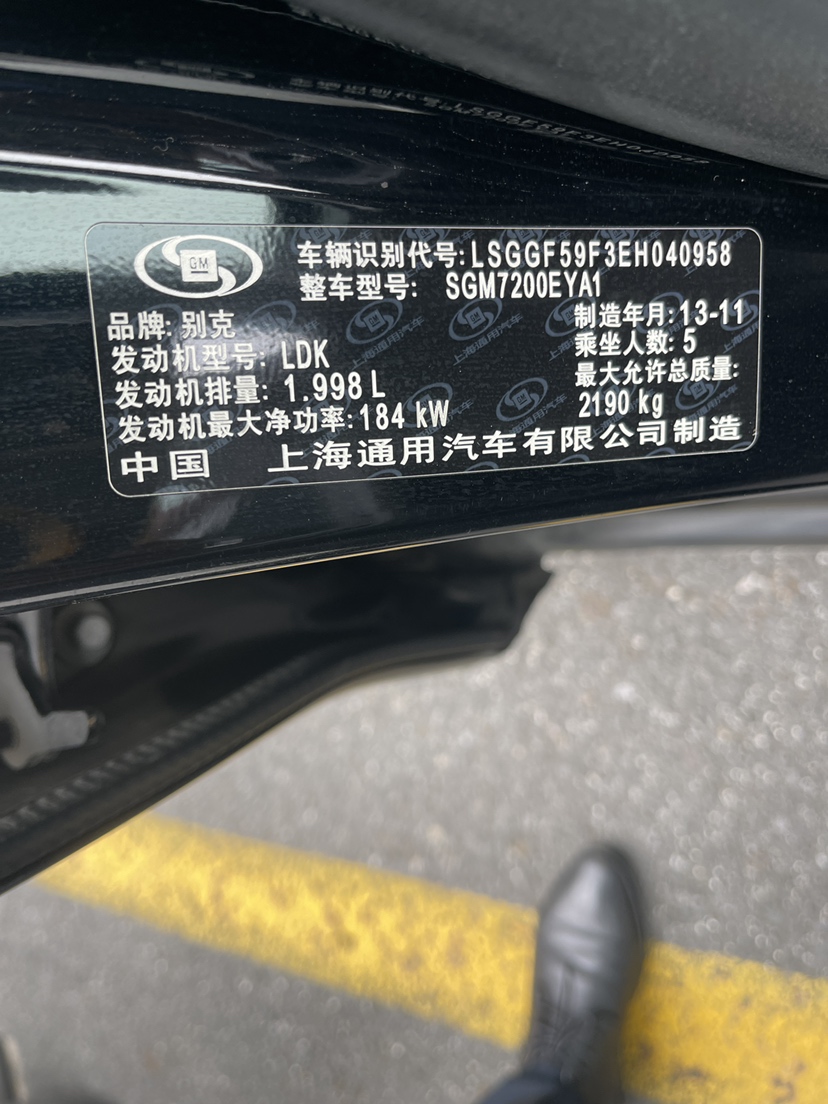 GM
车辆识别代号:LSGGF59F3EH040958
整车型号: SGM7200EYA1
品牌: 别克
制造年月:13-11
发动机型号: LDK
乘坐人数: 5
发动机排量: 1.998 L
最大允许总质量:
2190 kg
发动机最大净功率:184 kW
中国 上海通用汽车有限公司制造